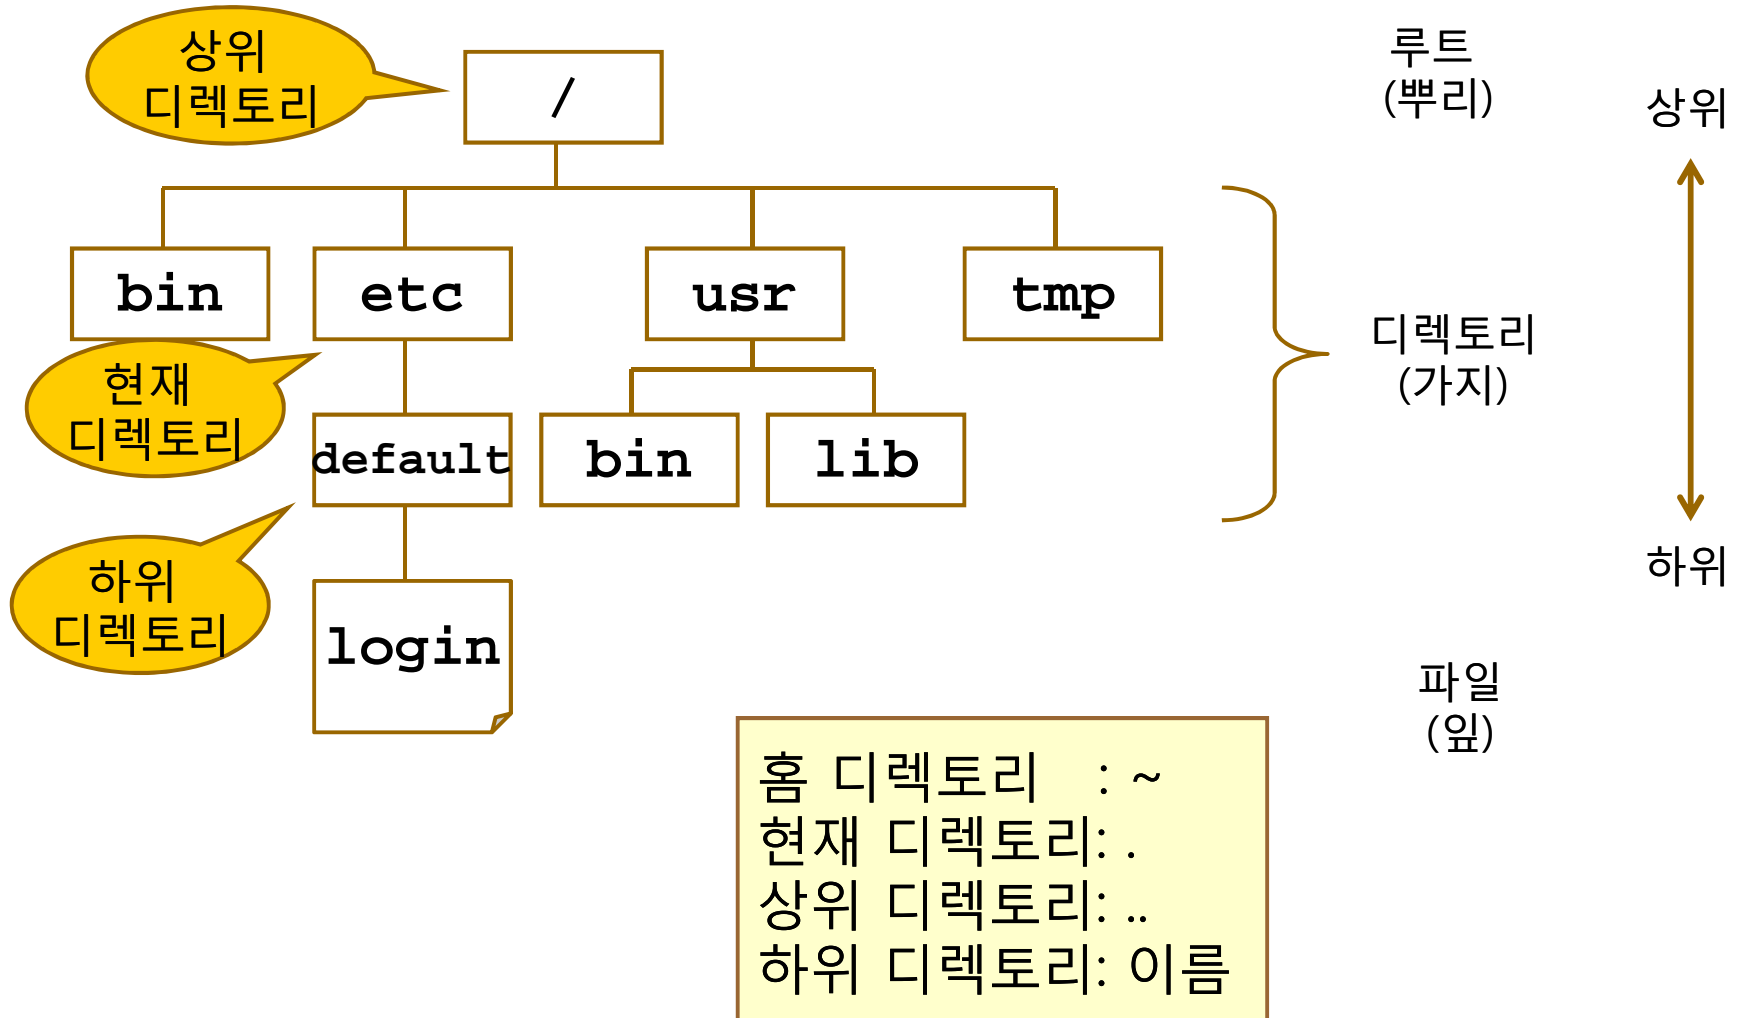 상위
디렉토리
/
루트
(뿌리)
상위
bin
etc
usr
tmp
디렉토리
(가지)
현재
디렉토리
default
bin
lib
하위
하위
디렉토리
login
파일
(잎)
홈 디렉토리 : ~
현재 디렉토리: .
상위 디렉토리: ..
하위 디렉토리: 이름